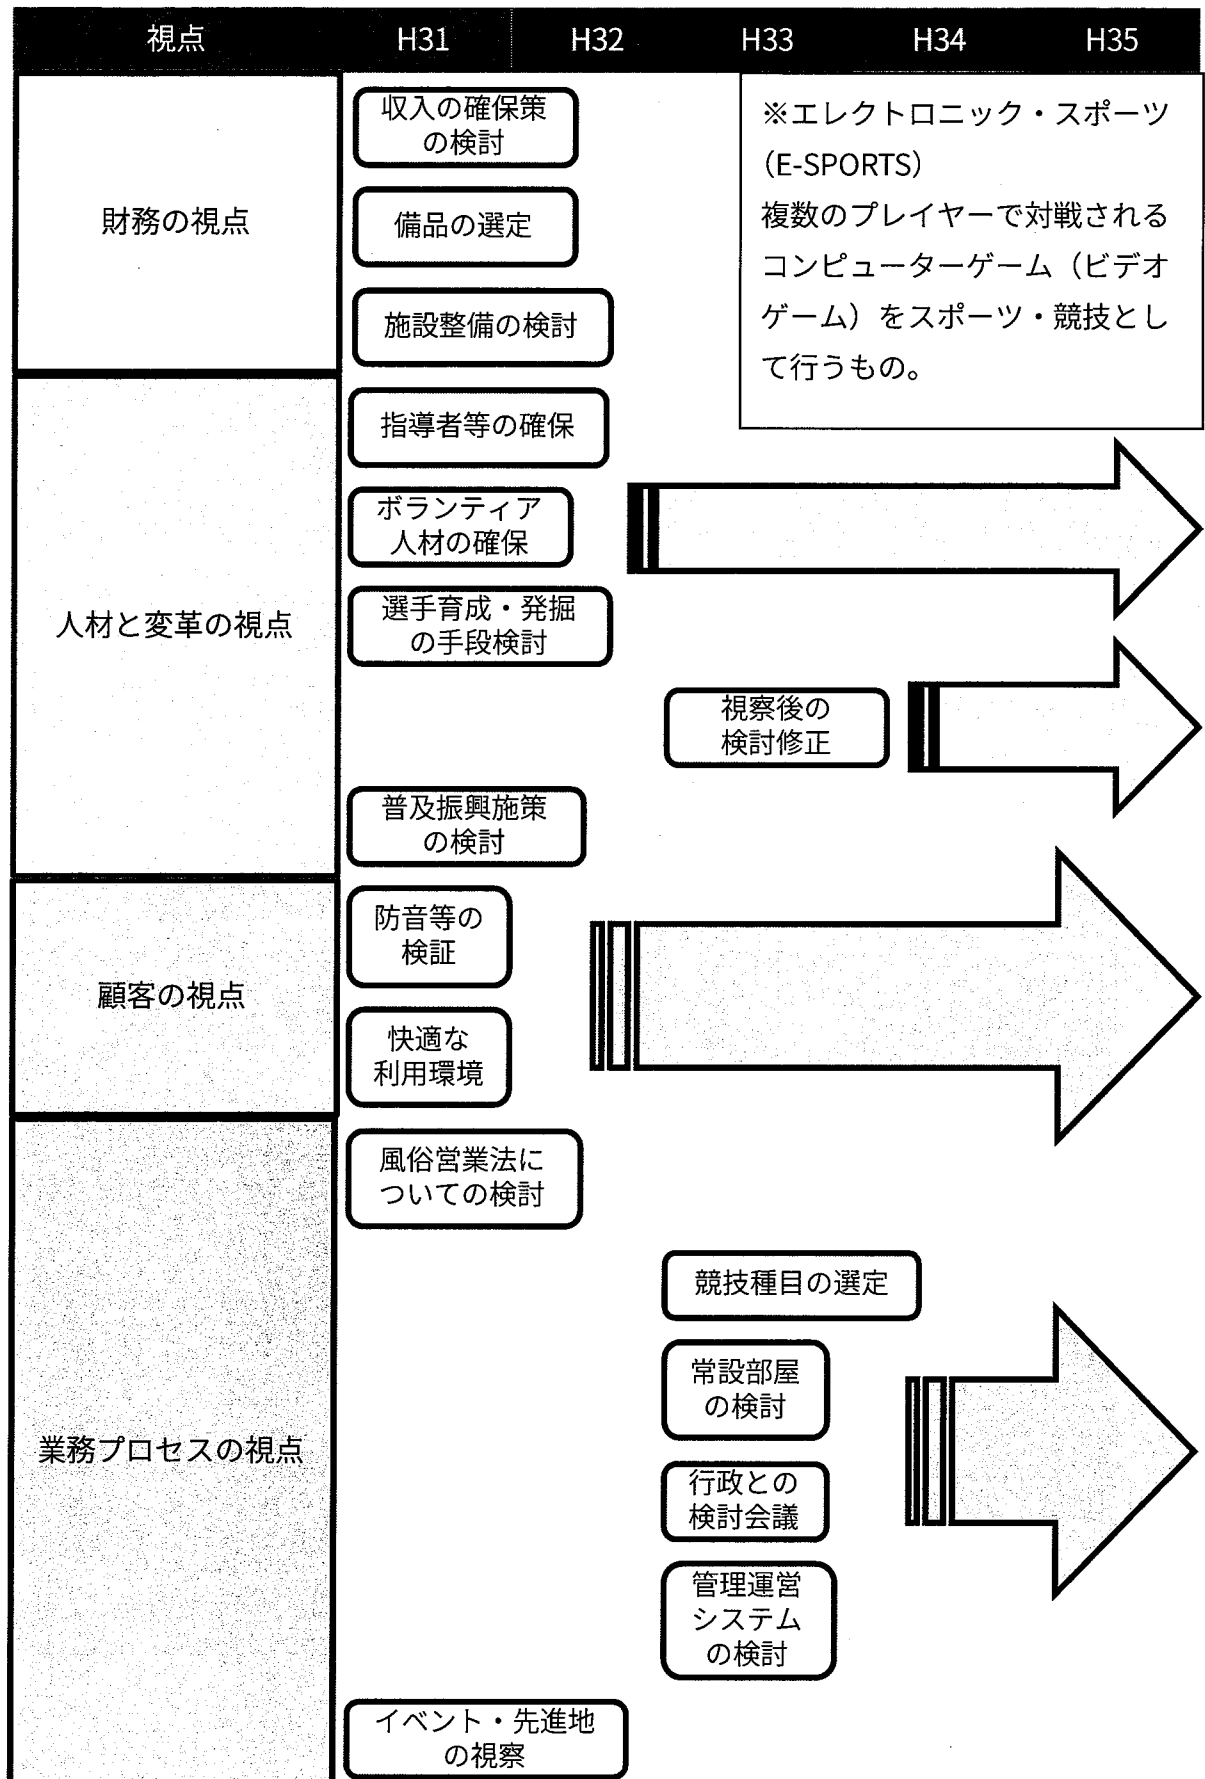 視点 H31 H32 H33 H34 H35
財務の視点
収入の確保策
の検討
備品の選定
施設整備の検討
※エレクトロニック・スポーツ
（E-SPORTS）
複数のプレイヤーで対戦される
コンピューターゲーム（ビデオ
ゲーム）をスポーツ・競技とし
て行うもの。
人材と変革の視点
指導者等の確保
ボランティア
人材の確保
選手育成・発掘
の手段検討
視察後の
検討修正
普及振興施策
の検討
顧客の視点
防音等の
検証
快適な
利用環境
業務プロセスの視点
風俗営業法に
ついての検討
競技種目の選定
常設部屋
の検討
行政との
検討会議
管理運営
システム
の検討
イベント・先進地
の視察